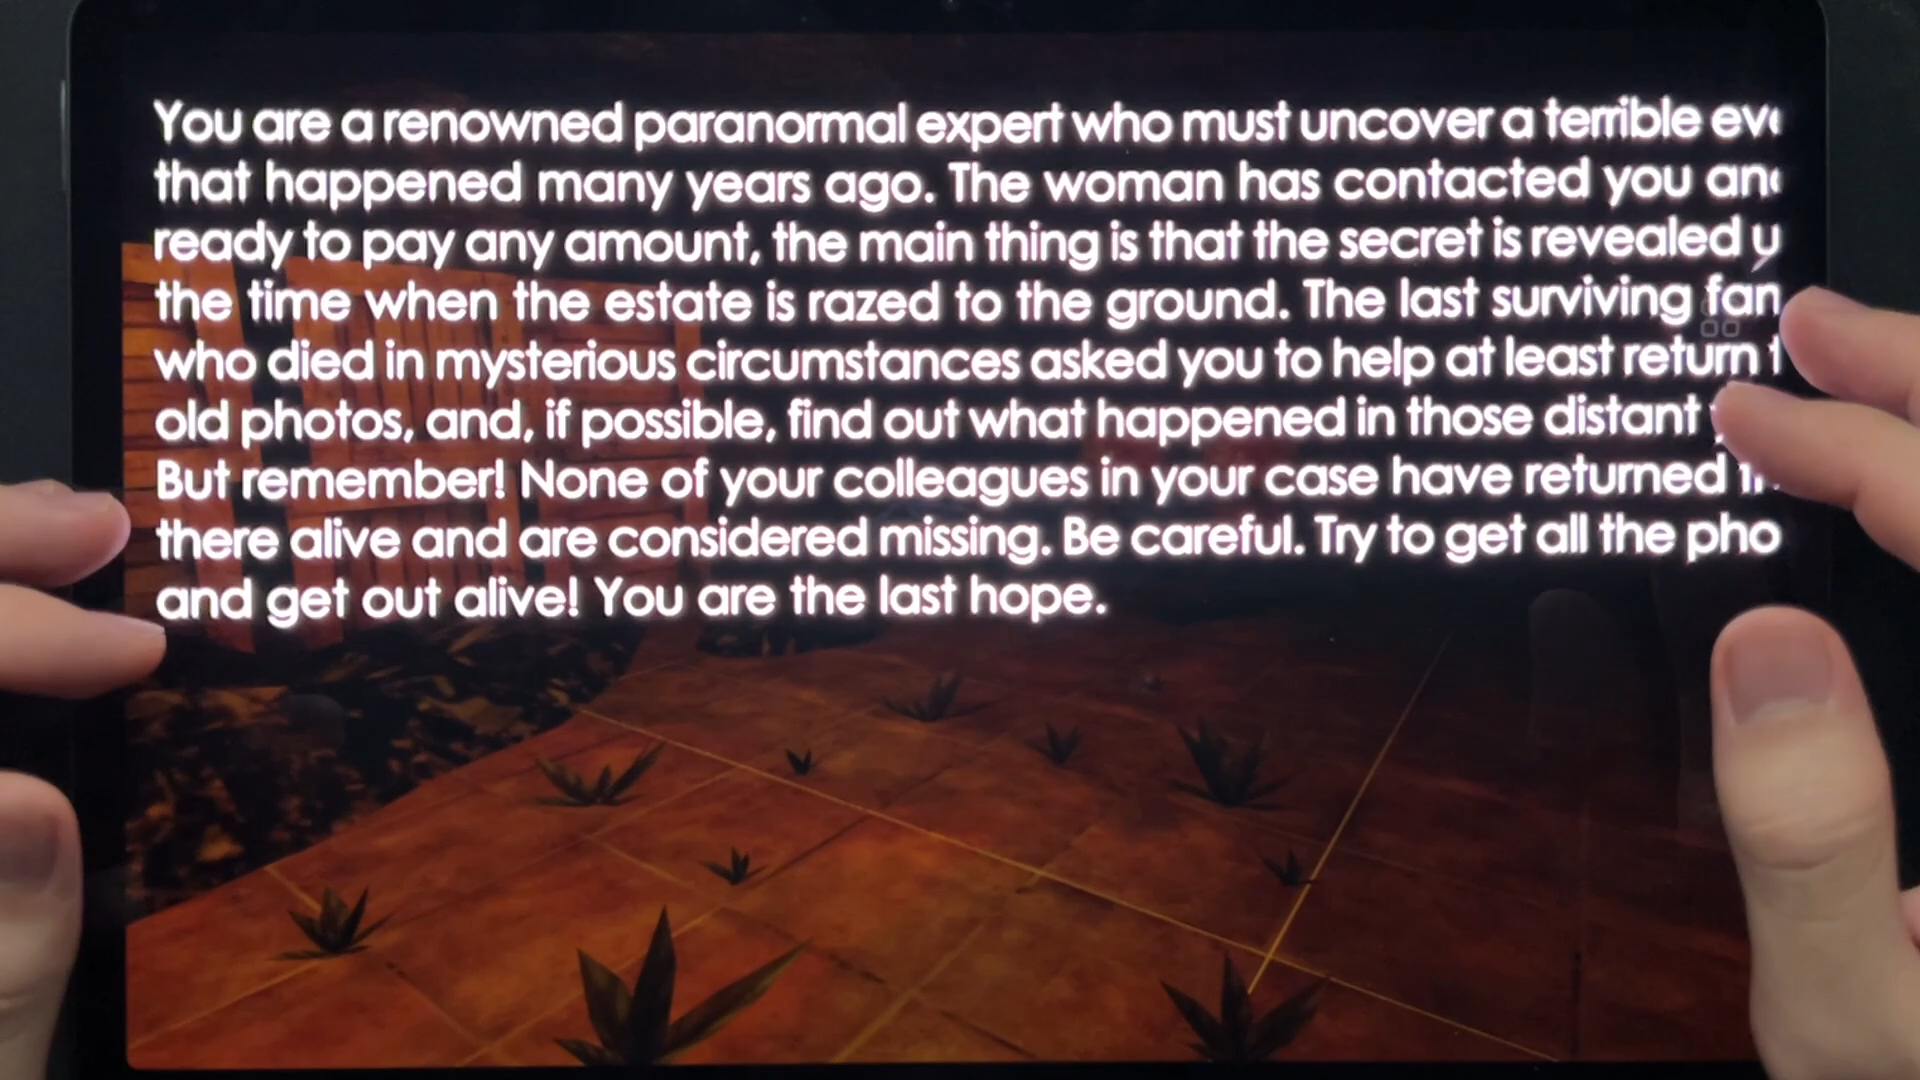 You are a renowned paranormal expert who must uncover a terrible
that happened many years ago. The woman has contacted you
ready to pay any amount, the main thing is that the secret is revealed
the time when the estate is razed to the ground. The last surviving
who died in mysterious circumstances asked you to help at least return
old photos, and, if possible, find out what happened in those distant
But remember! None of your colleagues in your case have returned
there alive and are considered missing. Be careful. Try to get all the
and get out alive! You are the last hope.